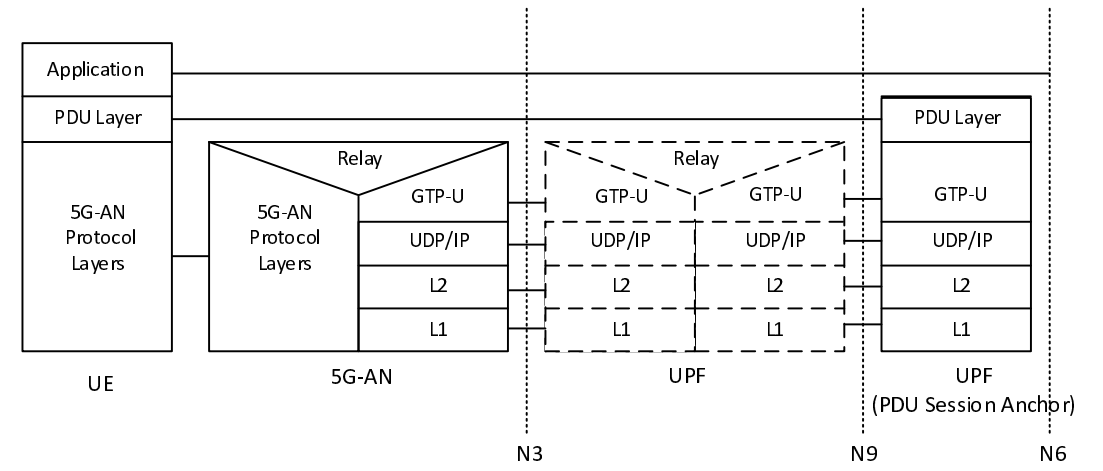 Application
PDU Layer
5G-AN
Protocol
Layers
UE
Relay
5G-AN
Protocol
Layers
GTP-U
UDP/IP
L2
L1
5G-AN
N3
Relay
GTP-U
GTP-U
UDP/IP
UDP/IP
L2
L2
L1
L1
UPF
N9
PDU Layer
GTP-U
UDP/IP
L2
L1
UPF
(PDU Session Anchor)
N6